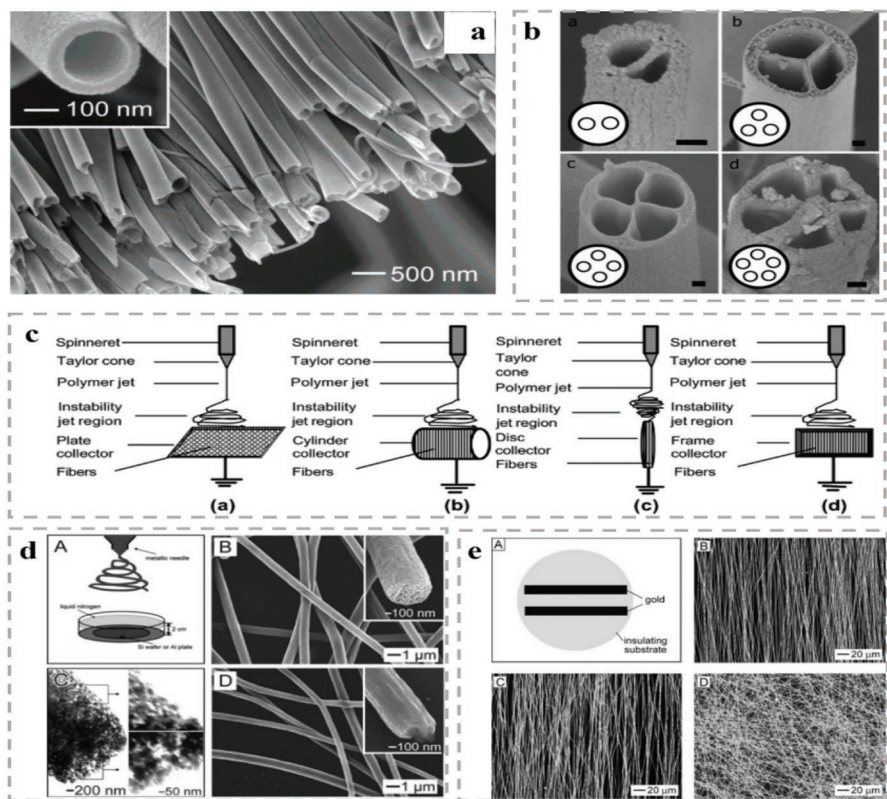 a
100 nm
500 nm
b
a
b
c
d
c
Spinneret
Taylor cone
Polymer jet
Instability
jet region
Plate
collector
Fibers
(a)
Spinneret
Taylor cone
Polymer jet
Instability
jet region
Cylinder
collector
Fibers
(b)
Spinneret
Taylor
cone
Polymer jet
Instability
jet region
Disc
collector
Fibers
(c)
Spinneret
Taylor cone
Polymer jet
Instability
jet region
Frame
collector
Fibers
(d)
d
A
metallic needle
liquid nitrogen
2 cm
Si wafer or Al plate
B
100 nm
1 μm
C
200 nm
50 nm
D
100 nm
1 μm
e
A
gold
insulating
substrate
B
20 μm
C
20 μm
D
20 μm